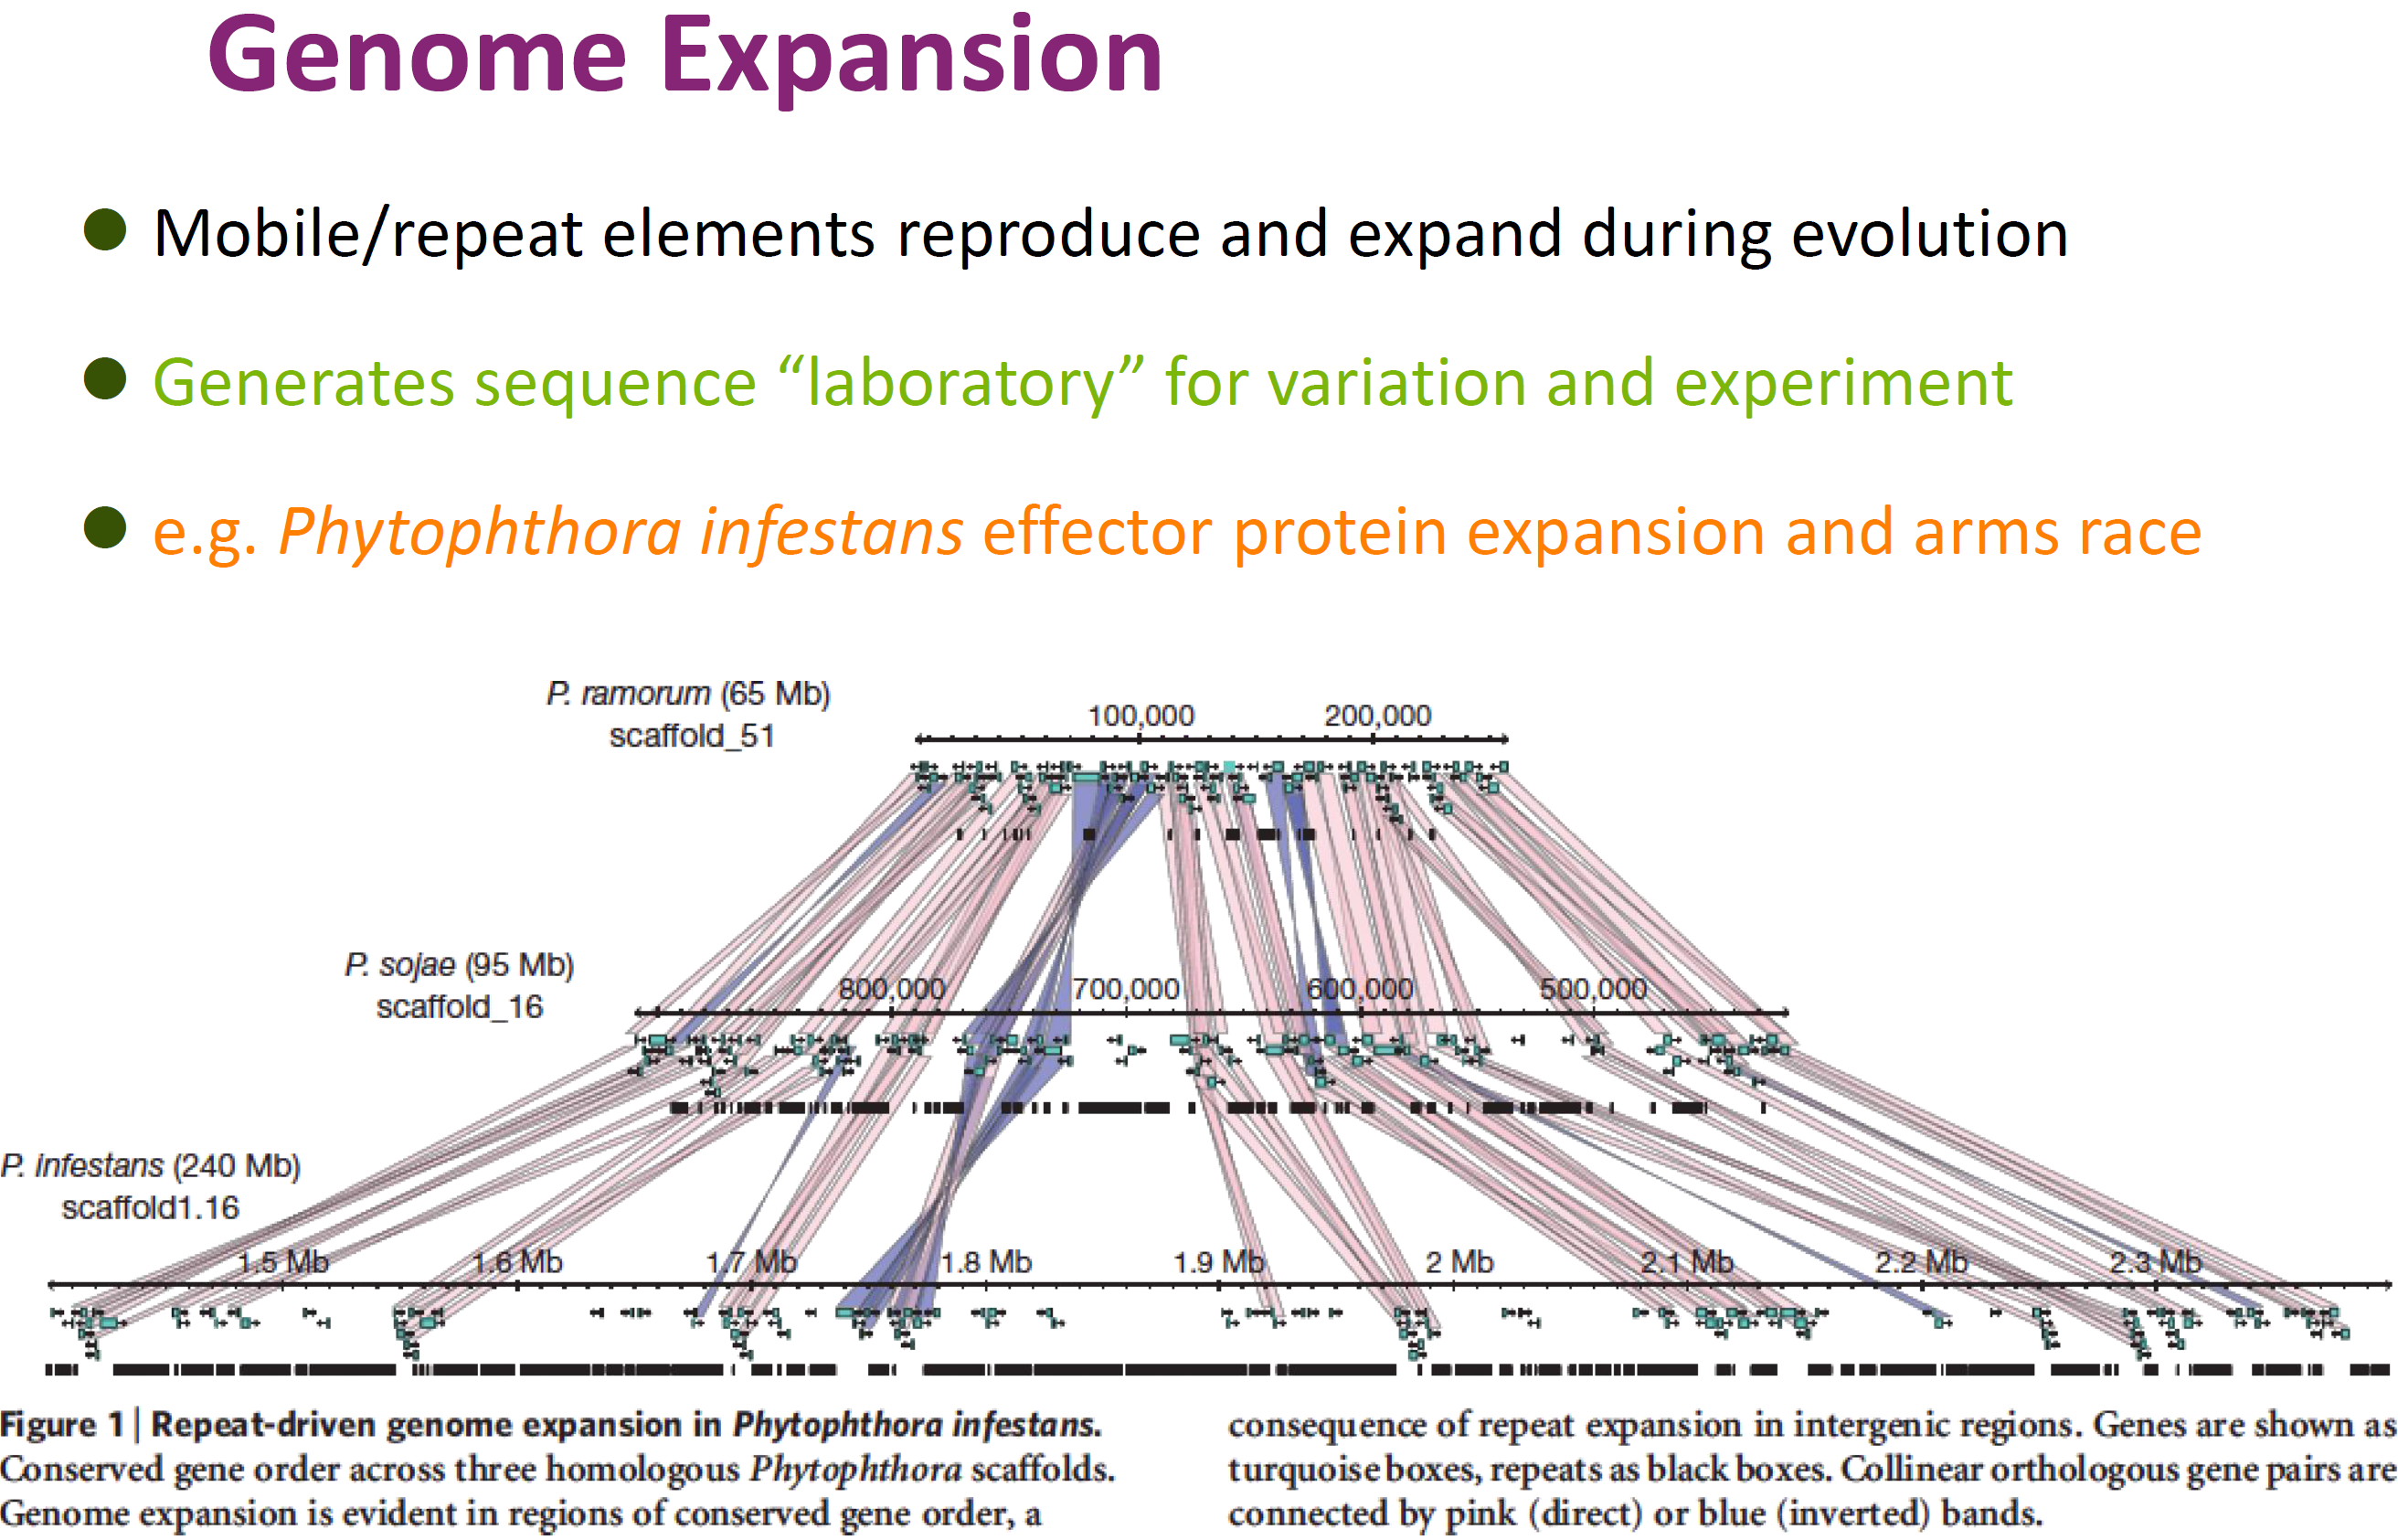 Genome Expansion
Mobile/repeat elements reproduce and expand during evolution
Generates sequence “laboratory” for variation and experiment
e.g. Phytophthora infestans effector protein expansion and arms race
P. ramorum (65 Mb)
scaffold_51
100,000 200,000
P. sojae (95 Mb)
scaffold_16
800,000 700,000 600,000 500,000
P. infestans (240 Mb)
scaffold1.16
1.5 Mb 1.6 Mb 1.7 Mb 1.8 Mb 1.9 Mb 2 Mb 2.1 Mb 2.2 Mb 2.3 Mb
Figure 1 | Repeat-driven genome expansion in Phytophthora infestans.
Conserved gene order across three homologous Phytophthora scaffolds.
Genome expansion is evident in regions of conserved gene order, a
consequence of repeat expansion in intergenic regions. Genes are shown as
turquoise boxes, repeats as black boxes. Collinear orthologous gene pairs are
connected by pink (direct) or blue (inverted) bands.